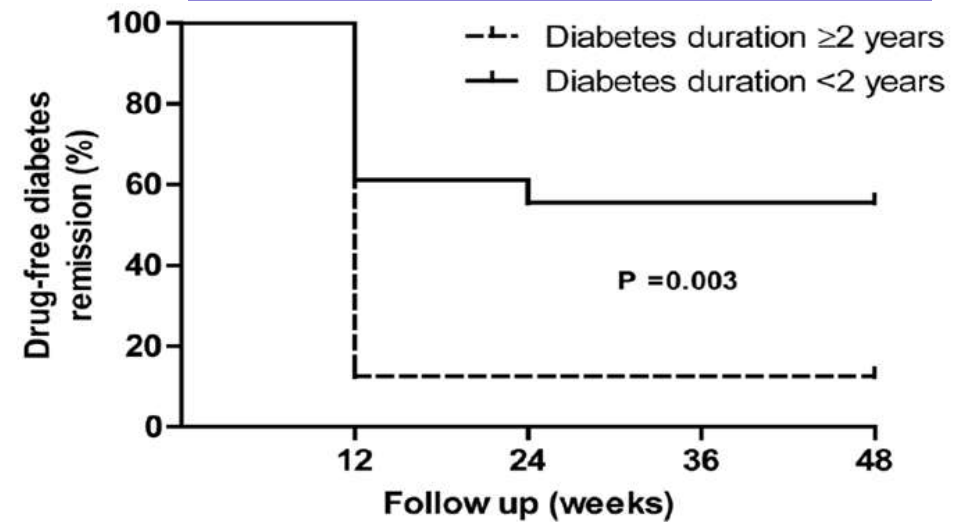 Diabetes duration ≥2 years
Diabetes duration <2 years
Drug-free diabetes
remission (%)
100
80
60
40
20
0
P =0.003
12 24 36 48
Follow up (weeks)